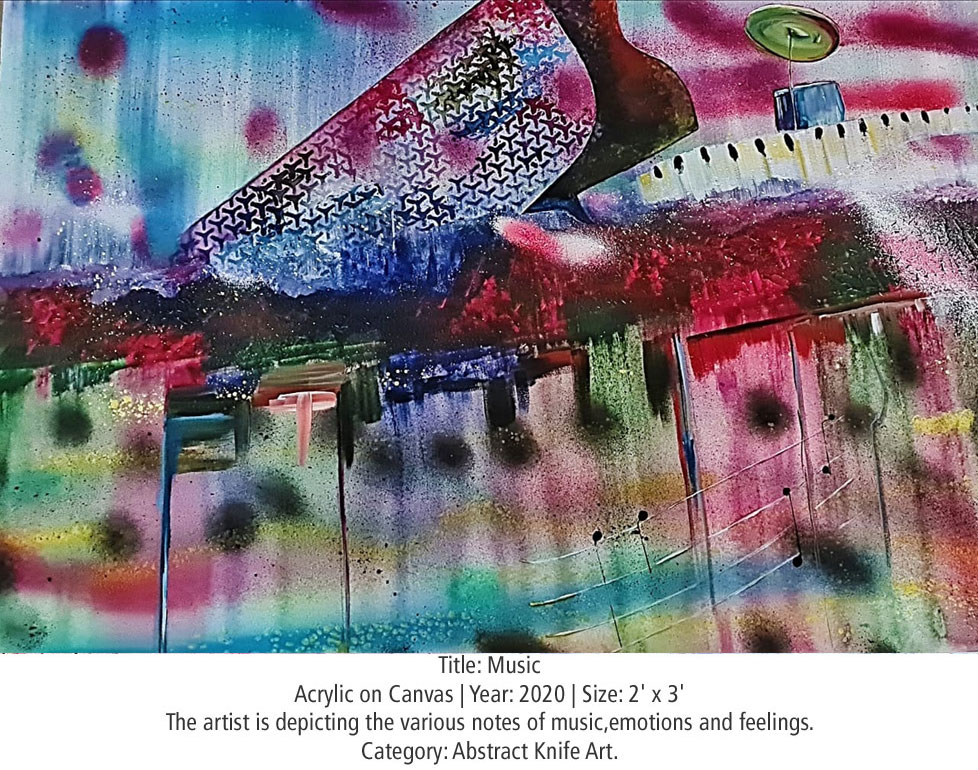 Title: Music
Acrylic on Canvas | Year: 2020 | Size: 2' x 3'
The artist is depicting the various notes of music,emotions and feelings.
Category: Abstract Knife Art.